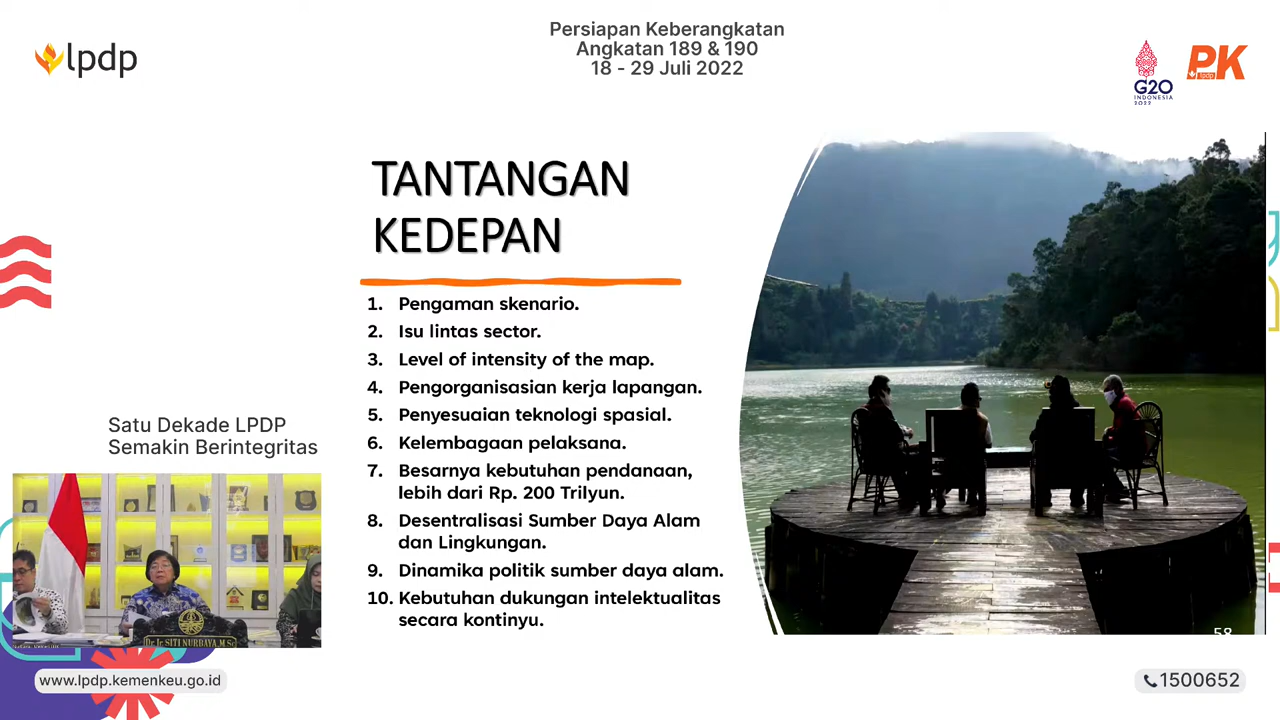 lpdp
Persiapan Keberangkatan
Angkatan 189 & 190
18 - 29 Juli 2022
G20
INDONESIA
2022
PK
lpdp
TANTANGAN
KEDEPAN
1. Pengaman skenario.
2. Isu lintas sector.
3. Level of intensity of the map.
4. Pengorganisasian kerja lapangan.
5. Penyesuaian teknologi spasial.
6. Kelembagaan pelaksana.
7. Besarnya kebutuhan pendanaan,
lebih dari Rp. 200 Trilyun.
8. Desentralisasi Sumber Daya Alam
dan Lingkungan.
9. Dinamika politik sumber daya alam.
10. Kebutuhan dukungan intelektualitas
secara kontinyu.
58
Satu Dekade LPDP
Semakin Berintegritas
Dr. Ir. SITI NURBAYA, M.Sc
www.lpdp.kemenkeu.go.id
1500652